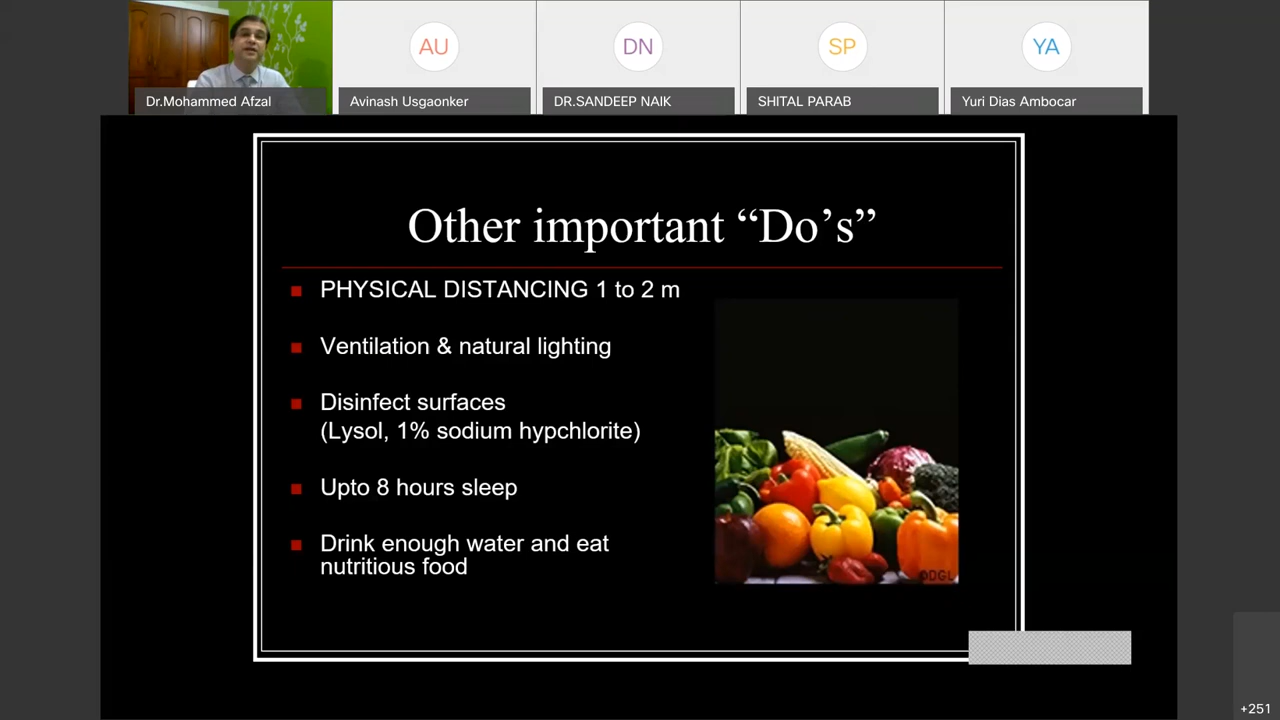 AU
DN
SP
YA
Dr.Mohammed Afzal
Avinash Usgaonker
DR.SANDEEP NAIK
SHITAL PARAB
Yuri Dias Ambocar
Other important “Do’s”
PHYSICAL DISTANCING 1 to 2 m
Ventilation & natural lighting
Disinfect surfaces
(Lysol, 1% sodium hypchlorite)
Upto 8 hours sleep
Drink enough water and eat
nutritious food
©DGL
+251